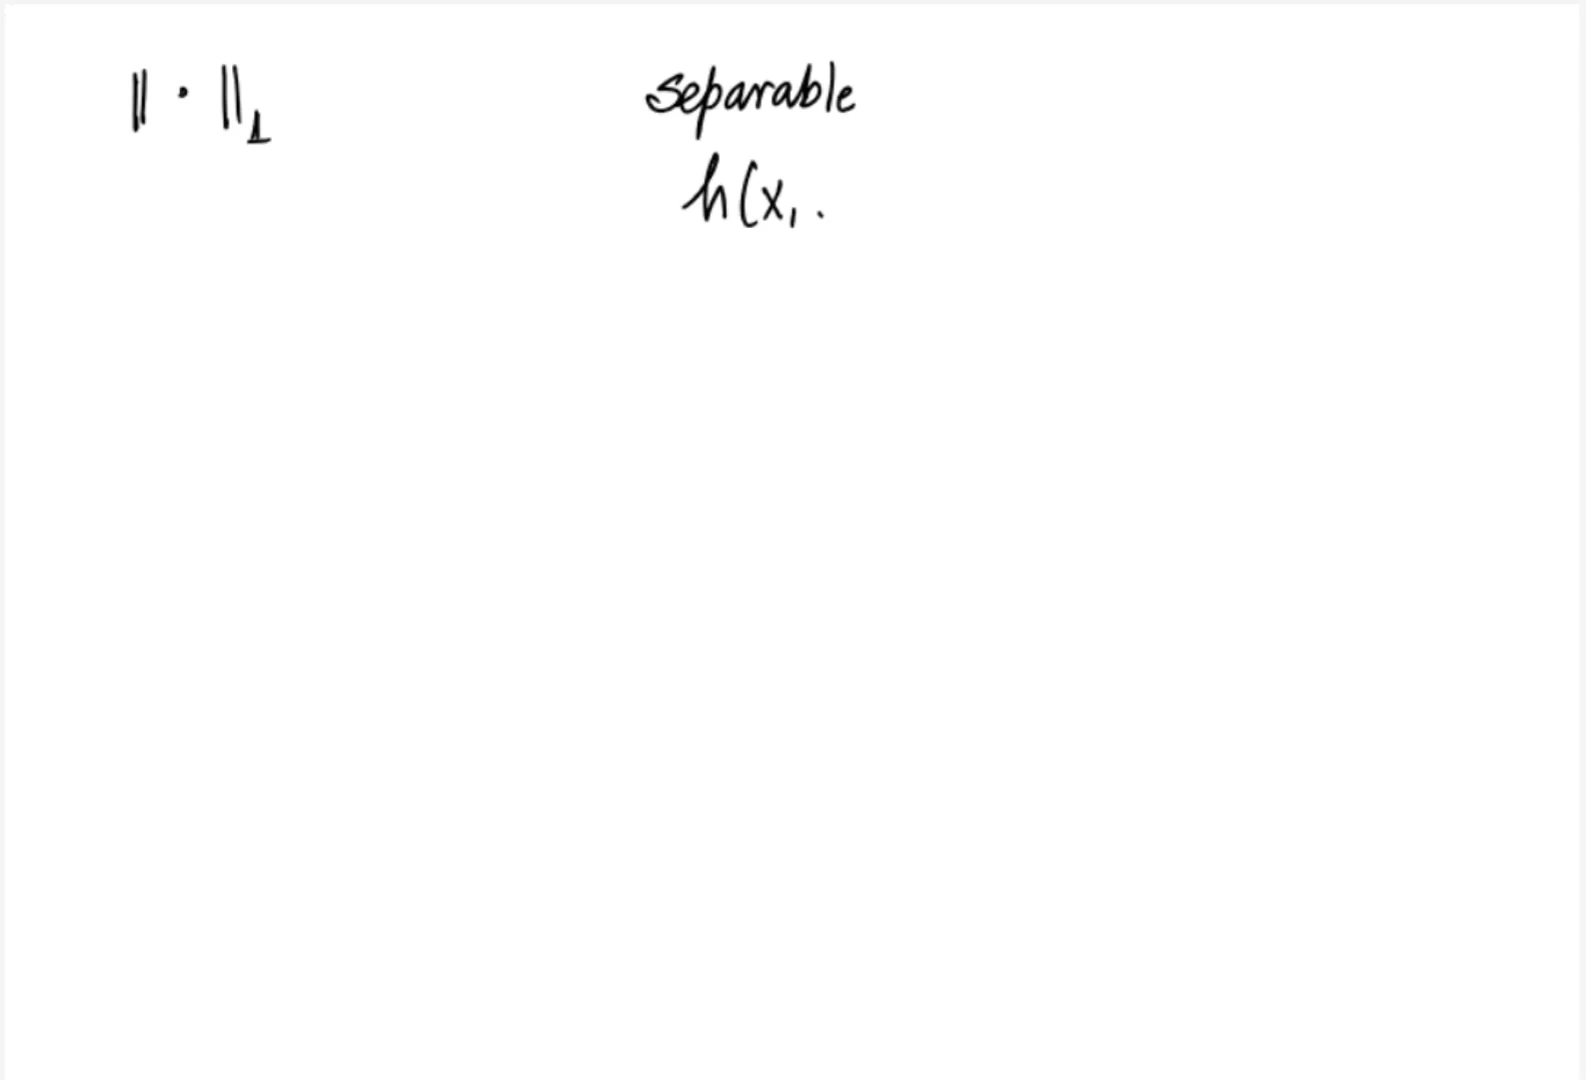 ‖ · ‖₁ separable
h(x₁ .